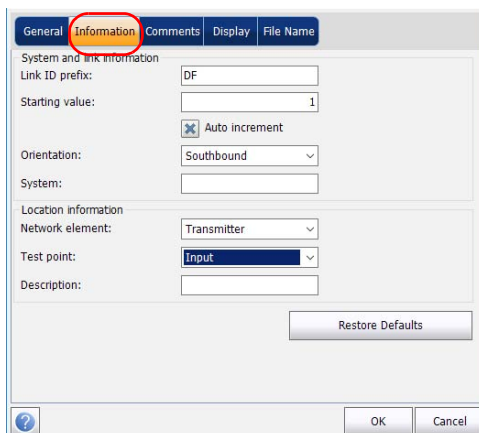 General Information Comments Display File Name
System and link information
Link ID prefix: DF
Starting value: 1
Auto increment
Orientation: Southbound
System:
Location information
Network element: Transmitter
Test point: Input
Description:
Restore Defaults
? OK Cancel